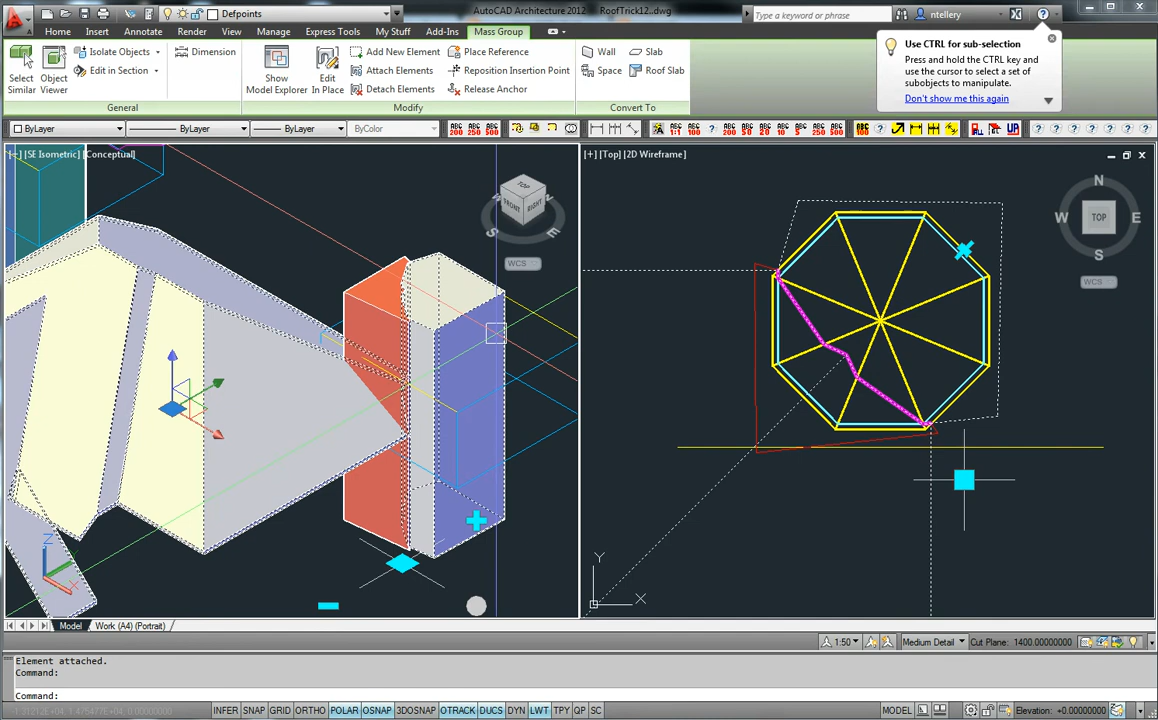 Defpoints
AutoCAD Architecture 2012
RoofTrick12..dwg
Type a keyword or phrase
ntellery
Home
Insert
Annotate
Render
View
Manage
Express Tools
My Stuff
Add-Ins
Mass Group
Select Similar
Object Viewer
Isolate Objects
Edit in Section
Dimension
Show Model Explorer
Edit In Place
Add New Element
Attach Elements
Detach Elements
Place Reference
Reposition Insertion Point
Release Anchor
Wall
Slab
Space
Roof Slab
General
Modify
Convert To
Use CTRL for sub-selection
Press and hold the CTRL key and
use the cursor to select a set of
subobjects to manipulate.
Don't show me this again
ByLayer
ByLayer
ByLayer
ByColor
[−] [SE Isometric] [Conceptual]
[+] [Top] [2D Wireframe]
TOP
FRONT
RIGHT
S
E
WCS
N
W
TOP
E
S
WCS
Z
X
Y
X
Model
Work (A4) (Portrait)
1:50
Medium Detail
Cut Plane: 1400.00000000
Element attached.
Command:
Command:
INFER
SNAP
GRID
ORTHO
POLAR
OSNAP
3DOSNAP
OTRACK
DUCS
DYN
LWT
TPY
QP
SC
MODEL
Elevation: +0.00000000